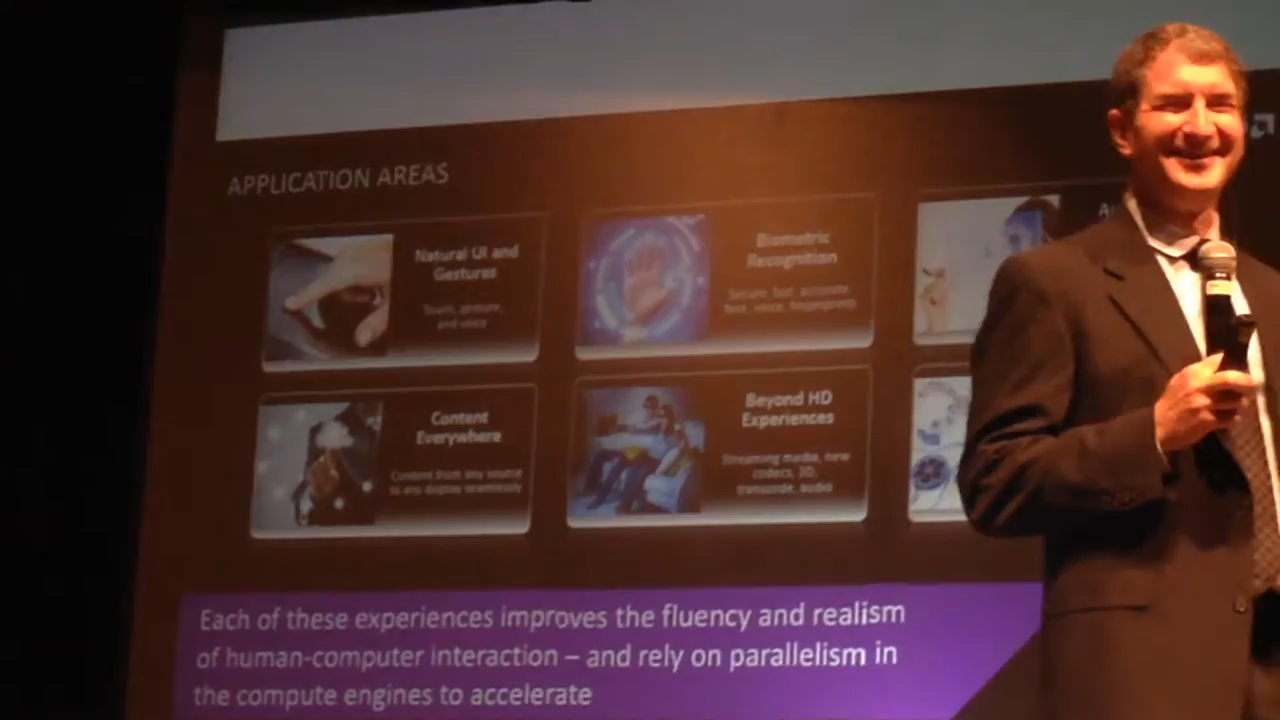 APPLICATION AREAS
Natural UI and
Gestures
Touch, gesture,
and voice
Biometric
Recognition
Secure, fast, accurate
face, voice, fingerprints
Content
Everywhere
Content from any source
to any display seamlessly
Beyond HD
Experiences
Streaming media, new
codecs, 3D,
transcode, audio
Each of these experiences improves the fluency and realism
of human-computer interaction – and rely on parallelism in
the compute engines to accelerate